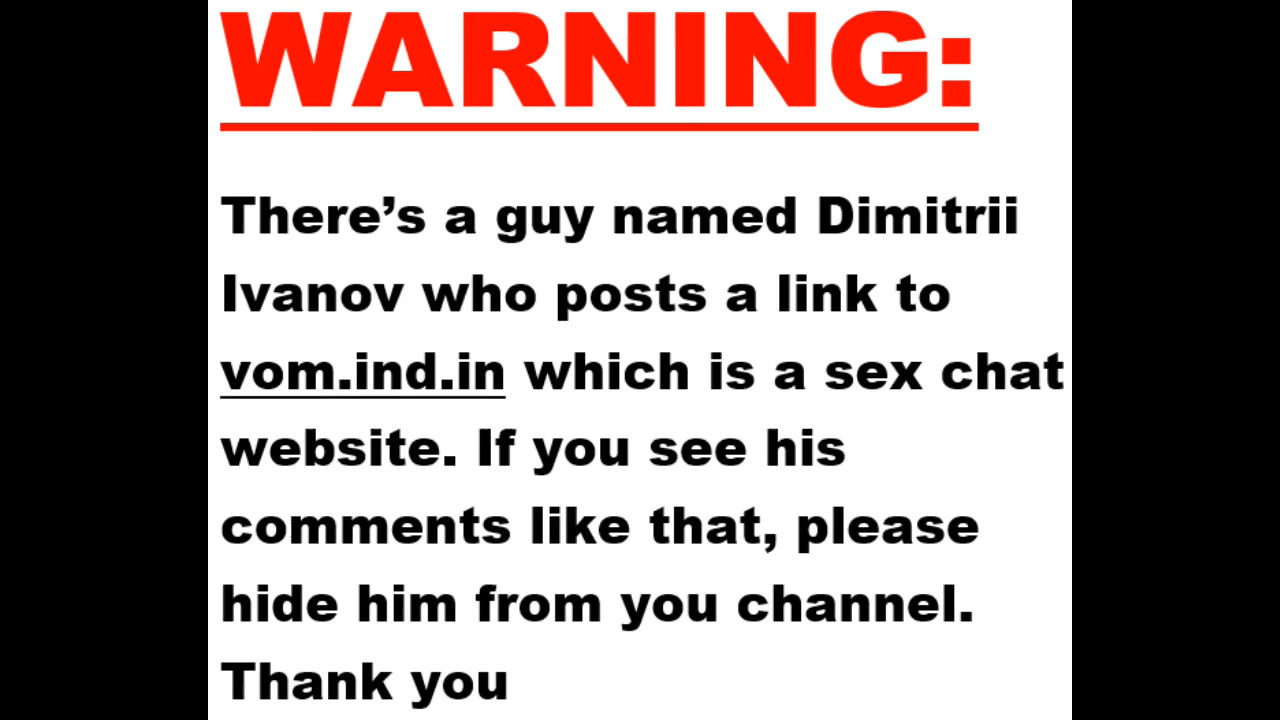 WARNING:
There’s a guy named Dimitrii
Ivanov who posts a link to
vom.ind.in which is a sex chat
website. If you see his
comments like that, please
hide him from you channel.
Thank you